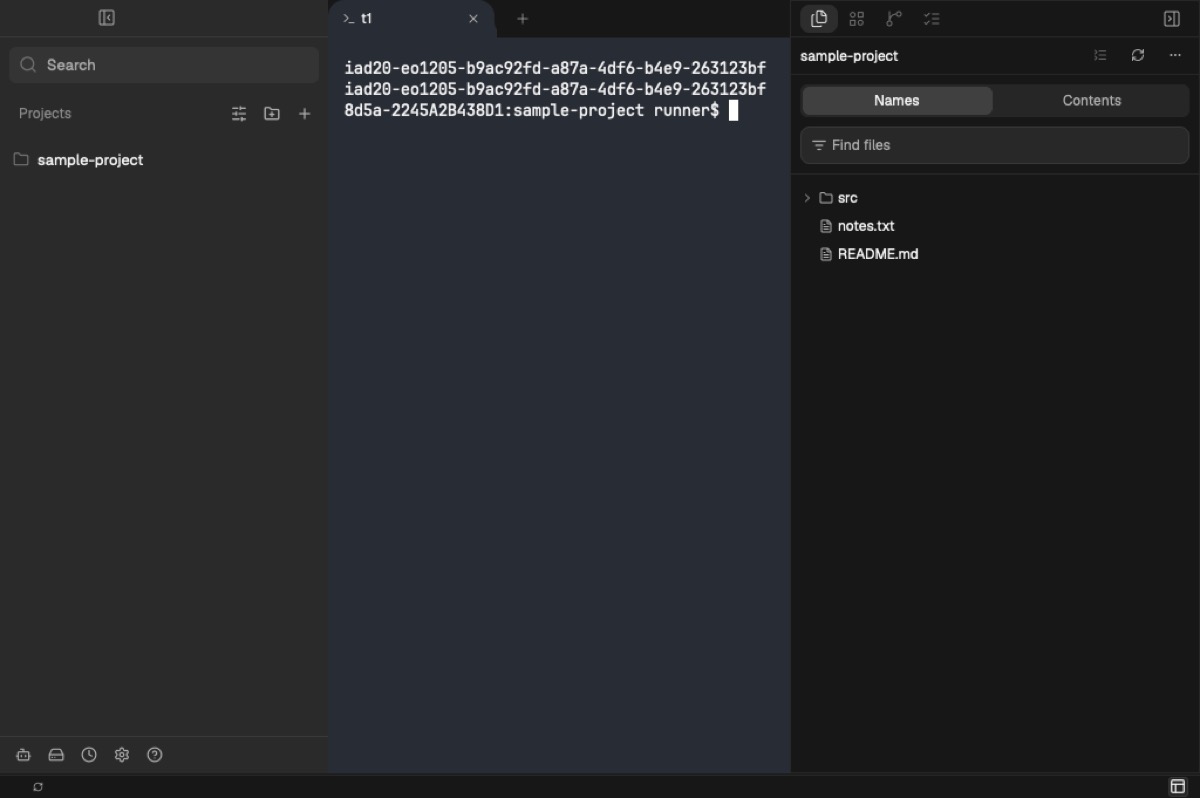 t1
Search
Projects
sample-project
iad20-eo1205-b9ac92fd-a87a-4df6-b4e9-263123bf
iad20-eo1205-b9ac92fd-a87a-4df6-b4e9-263123bf
8d5a-2245A2B438D1:sample-project runner$
sample-project
Names Contents
Find files
src
notes.txt
README.md